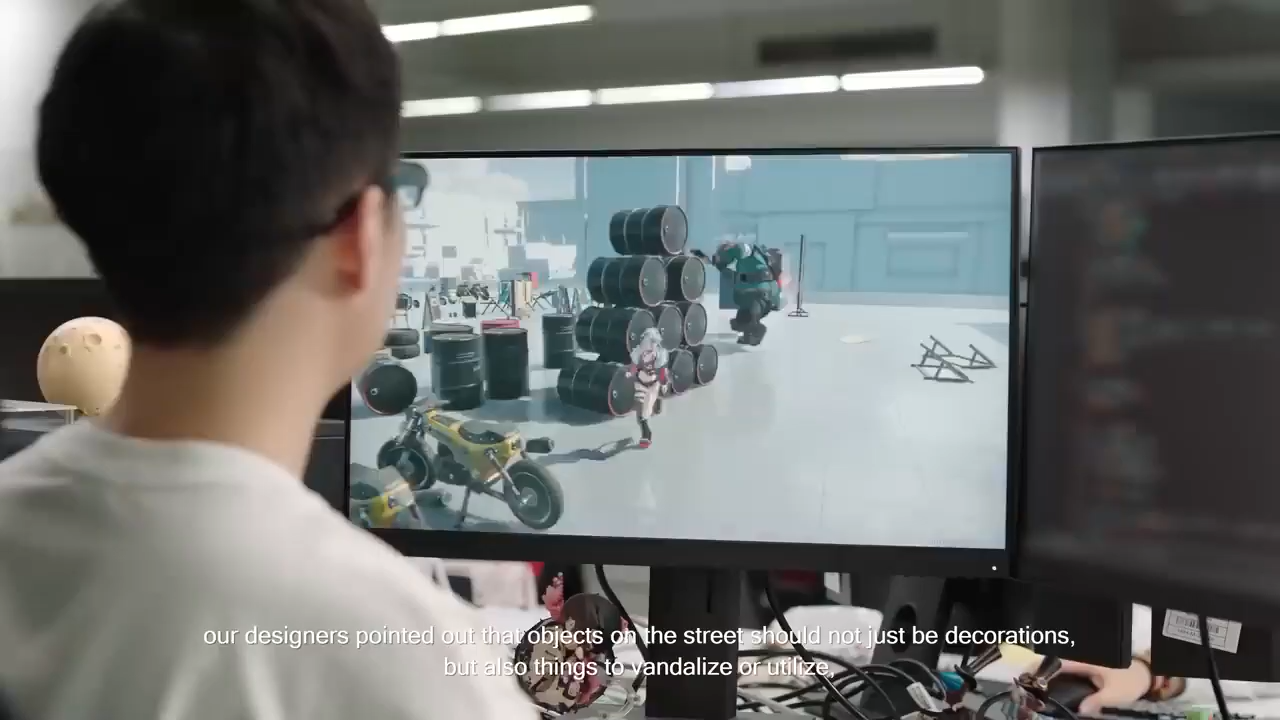 our designers pointed out that objects on the street should not just be decorations,
but also things to vandalize or utilize,